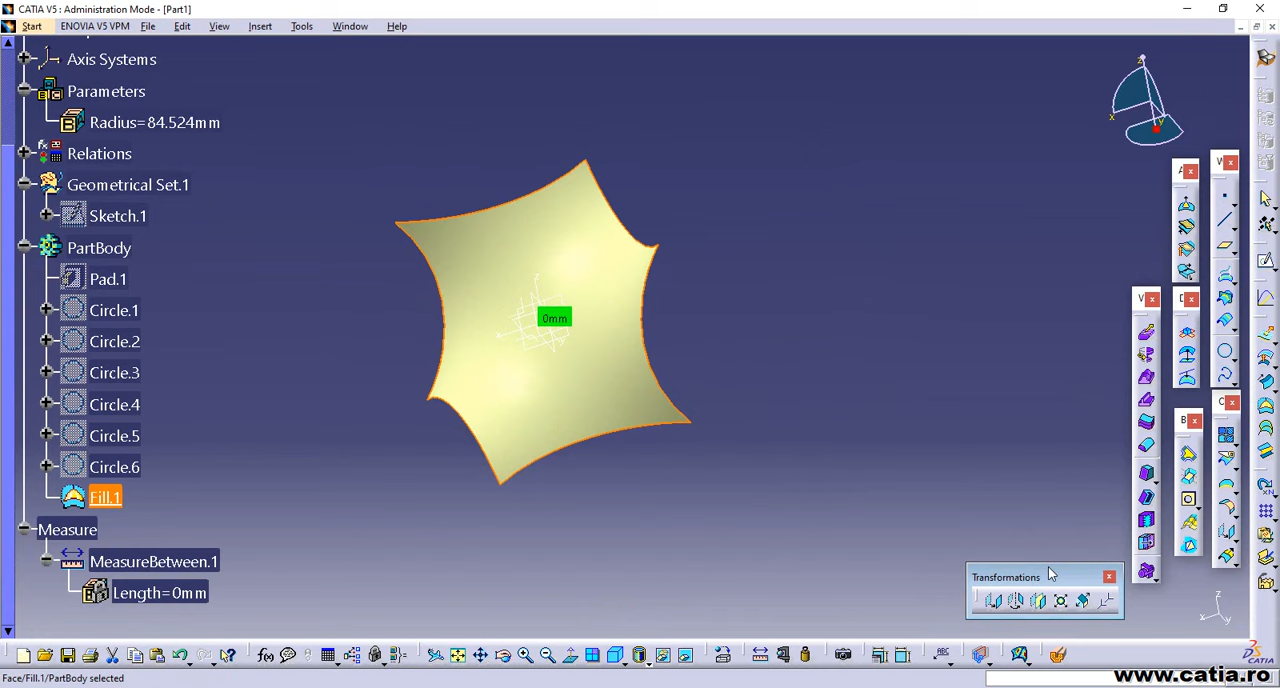 CATIA V5 : Administration Mode - [Part1]
Start ENOVIA V5 VPM File Edit View Insert Tools Window Help
Axis Systems
Parameters
Radius=84.524mm
Relations
Geometrical Set.1
Sketch.1
PartBody
Pad.1
Circle.1
Circle.2
Circle.3
Circle.4
Circle.5
Circle.6
Fill.1
Measure
MeasureBetween.1
Length=0mm
0mm
z
x
y
Transformations
z
x
y
f(x)
ABC
CATIA
Face/Fill.1/PartBody selected
www.catia.ro